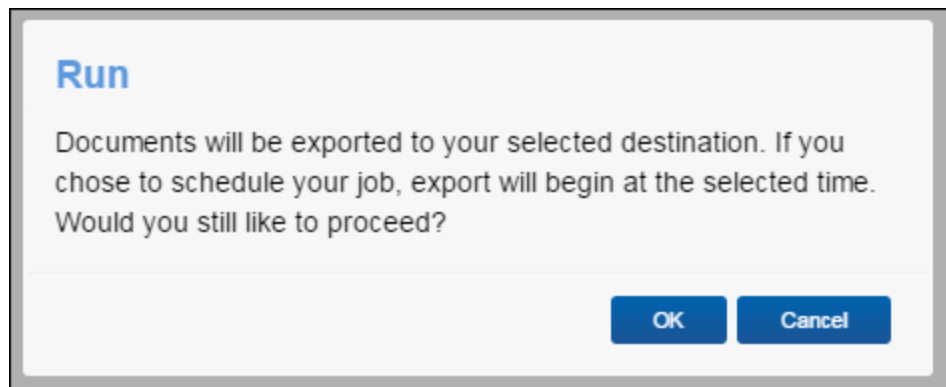 Run
Documents will be exported to your selected destination. If you
chose to schedule your job, export will begin at the selected time.
Would you still like to proceed?
OK Cancel